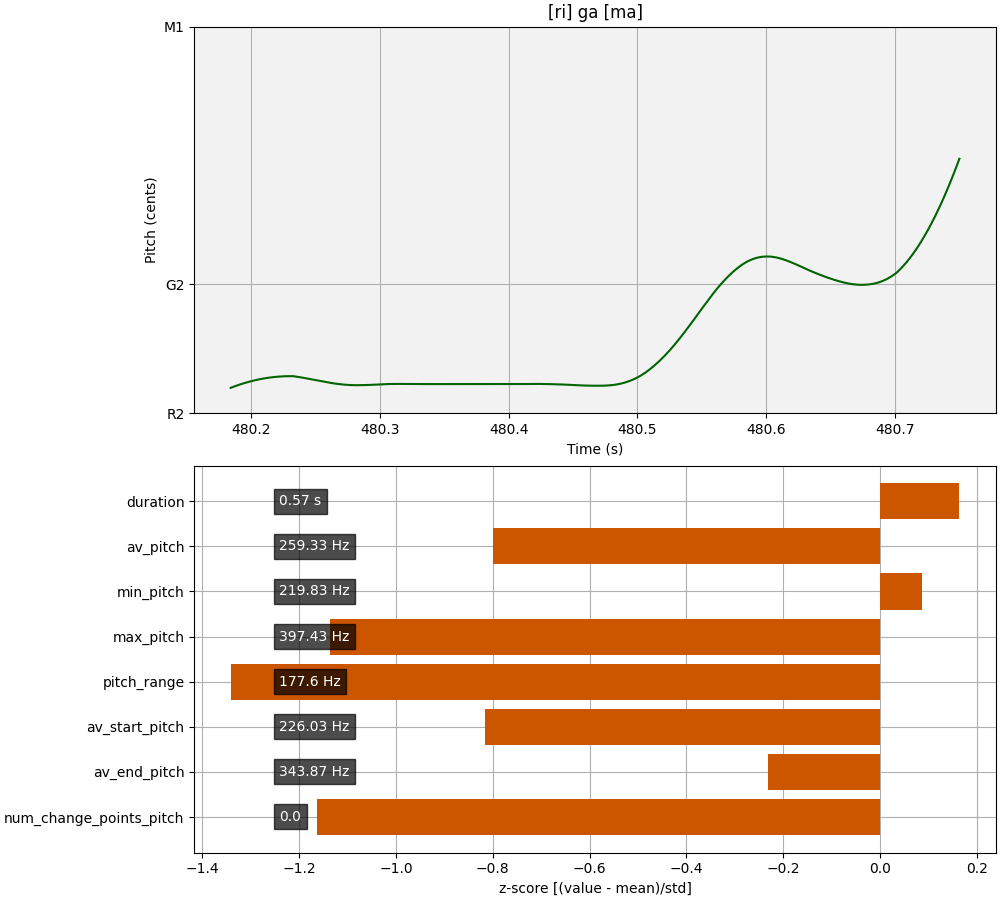 [ri] ga [ma]
M1
G2
R2
Pitch (cents)
480.2 480.3 480.4 480.5 480.6 480.7
Time (s)
duration 0.57 s
av_pitch 259.33 Hz
min_pitch 219.83 Hz
max_pitch 397.43 Hz
pitch_range 177.6 Hz
av_start_pitch 226.03 Hz
av_end_pitch 343.87 Hz
num_change_points_pitch 0.0
−1.4 −1.2 −1.0 −0.8 −0.6 −0.4 −0.2 0.0 0.2
z-score [(value - mean)/std]